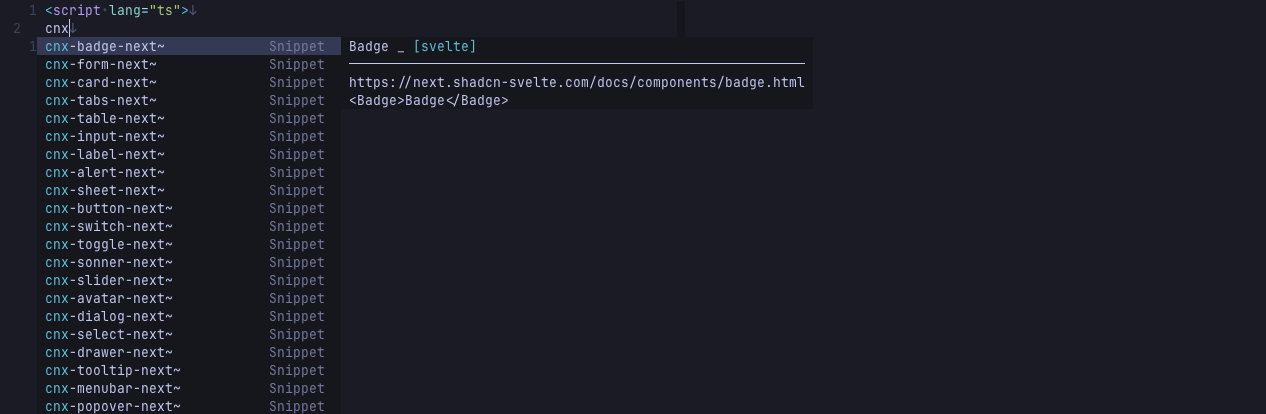 1 <script lang="ts">↓
2 cnx↓
1 cnx-badge-next~ Snippet
cnx-form-next~ Snippet
cnx-card-next~ Snippet
cnx-tabs-next~ Snippet
cnx-table-next~ Snippet
cnx-input-next~ Snippet
cnx-label-next~ Snippet
cnx-alert-next~ Snippet
cnx-sheet-next~ Snippet
cnx-button-next~ Snippet
cnx-switch-next~ Snippet
cnx-toggle-next~ Snippet
cnx-sonner-next~ Snippet
cnx-slider-next~ Snippet
cnx-avatar-next~ Snippet
cnx-dialog-next~ Snippet
cnx-select-next~ Snippet
cnx-drawer-next~ Snippet
cnx-tooltip-next~ Snippet
cnx-menubar-next~ Snippet
cnx-popover-next~ Snippet
Badge _ [svelte]
https://next.shadcn-svelte.com/docs/components/badge.html
<Badge>Badge</Badge>